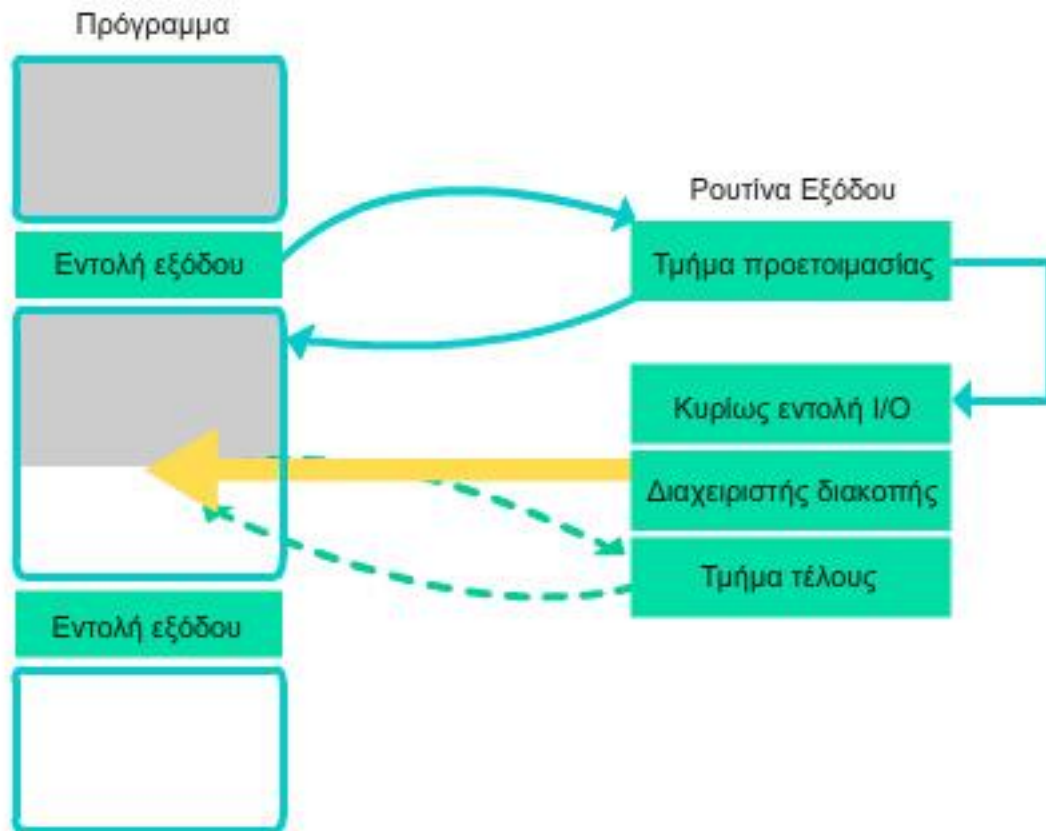 Πρόγραμμα
Εντολή εξόδου
Εντολή εξόδου
Ρουτίνα Εξόδου
Τμήμα προετοιμασίας
Κυρίως εντολή I/O
Διαχειριστής διακοπής
Τμήμα τέλους